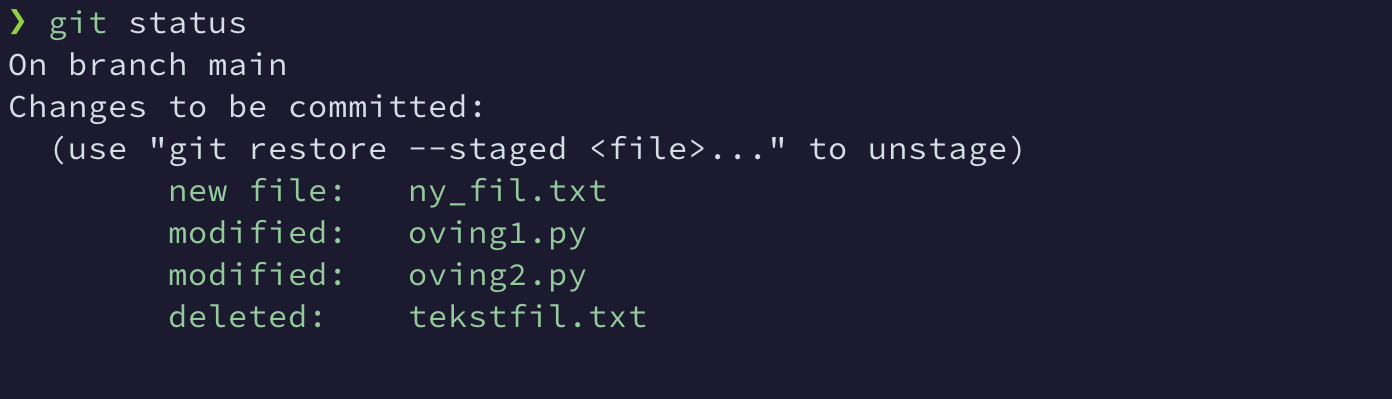 ❯ git status
On branch main
Changes to be committed:
  (use "git restore --staged <file>..." to unstage)
        new file:   ny_fil.txt
        modified:   oving1.py
        modified:   oving2.py
        deleted:    tekstfil.txt